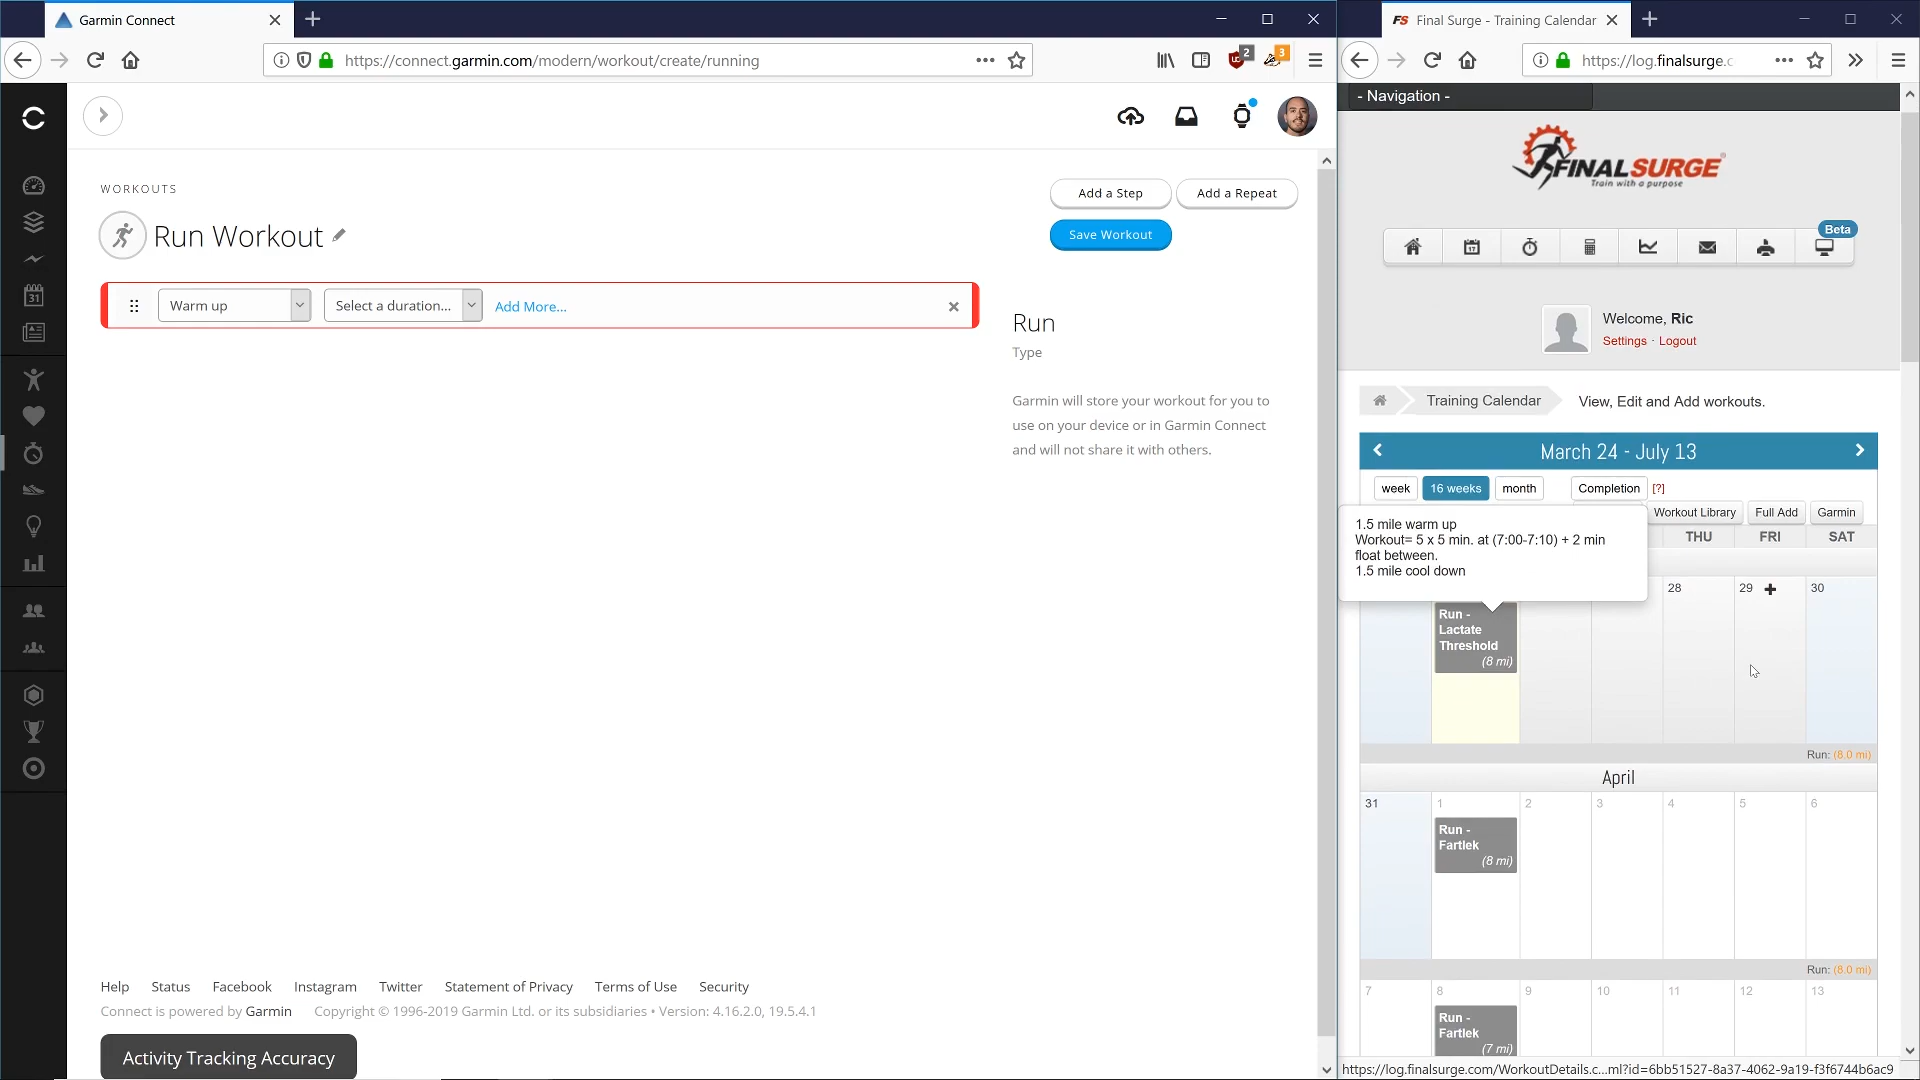 Garmin Connect
https://connect.garmin.com/modern/workout/create/running
2
3
31
WORKOUTS
Run Workout
Add a Step
Add a Repeat
Save Workout
Warm up
Select a duration...
Add More...
Run
Type
Garmin will store your workout for you to
use on your device or in Garmin Connect
and will not share it with others.
Help
Status
Facebook
Instagram
Twitter
Statement of Privacy
Terms of Use
Security
Connect is powered by Garmin
Copyright © 1996-2019 Garmin Ltd. or its subsidiaries • Version: 4.16.2.0, 19.5.4.1
Activity Tracking Accuracy
FS Final Surge - Training Calendar
https://log.finalsurge.c
- Navigation -
FINALSURGE®
Train with a purpose
Beta
17
Welcome, Ric
Settings · Logout
Training Calendar
View, Edit and Add workouts.
March 24 - July 13
week
16 weeks
month
Completion
[?]
Workout Library
Full Add
Garmin
1.5 mile warm up
Workout= 5 x 5 min. at (7:00-7:10) + 2 min
float between.
1.5 mile cool down
THU
FRI
SAT
28
29
30
Run -
Lactate
Threshold
(8 mi)
Run: (8.0 mi)
April
31
1
2
3
4
5
6
Run -
Fartlek
(8 mi)
Run: (8.0 mi)
7
8
9
10
11
12
13
Run -
Fartlek
(7 mi)
https://log.finalsurge.com/WorkoutDetails.c...ml?id=6bb51527-8a37-4062-9a19-f3f6744b6ac9